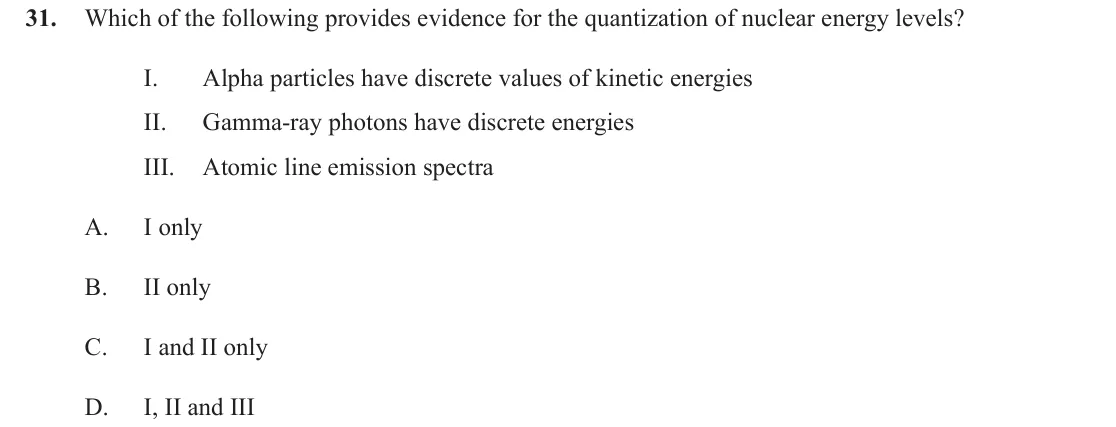 31. Which of the following provides evidence for the quantization of nuclear energy levels?
I. Alpha particles have discrete values of kinetic energies
II. Gamma-ray photons have discrete energies
III. Atomic line emission spectra
A. I only
B. II only
C. I and II only
D. I, II and III